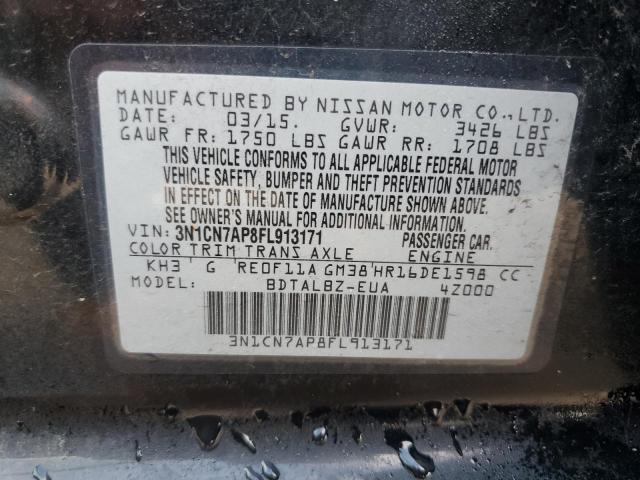 MANUFACTURED BY NISSAN MOTOR CO., LTD.
DATE: 03/15. GVWR: 3426 LBS
GAWR FR: 1750 LBS GAWR RR: 1708 LBS
THIS VEHICLE CONFORMS TO ALL APPLICABLE FEDERAL MOTOR
VEHICLE SAFETY, BUMPER AND THEFT PREVENTION STANDARDS
IN EFFECT ON THE DATE OF MANUFACTURE SHOWN ABOVE.
SEE OWNER'S MANUAL FOR ADDITIONAL INFORMATION.
VIN: 3N1CN7AP8FL913171 PASSENGER CAR.
COLOR TRIM TRANS AXLE ENGINE
KH3 G RE0F11A GM38 HR16DE1598 CC
MODEL: BDTALBZ-EUA 4Z000
3N1CN7AP8FL913171